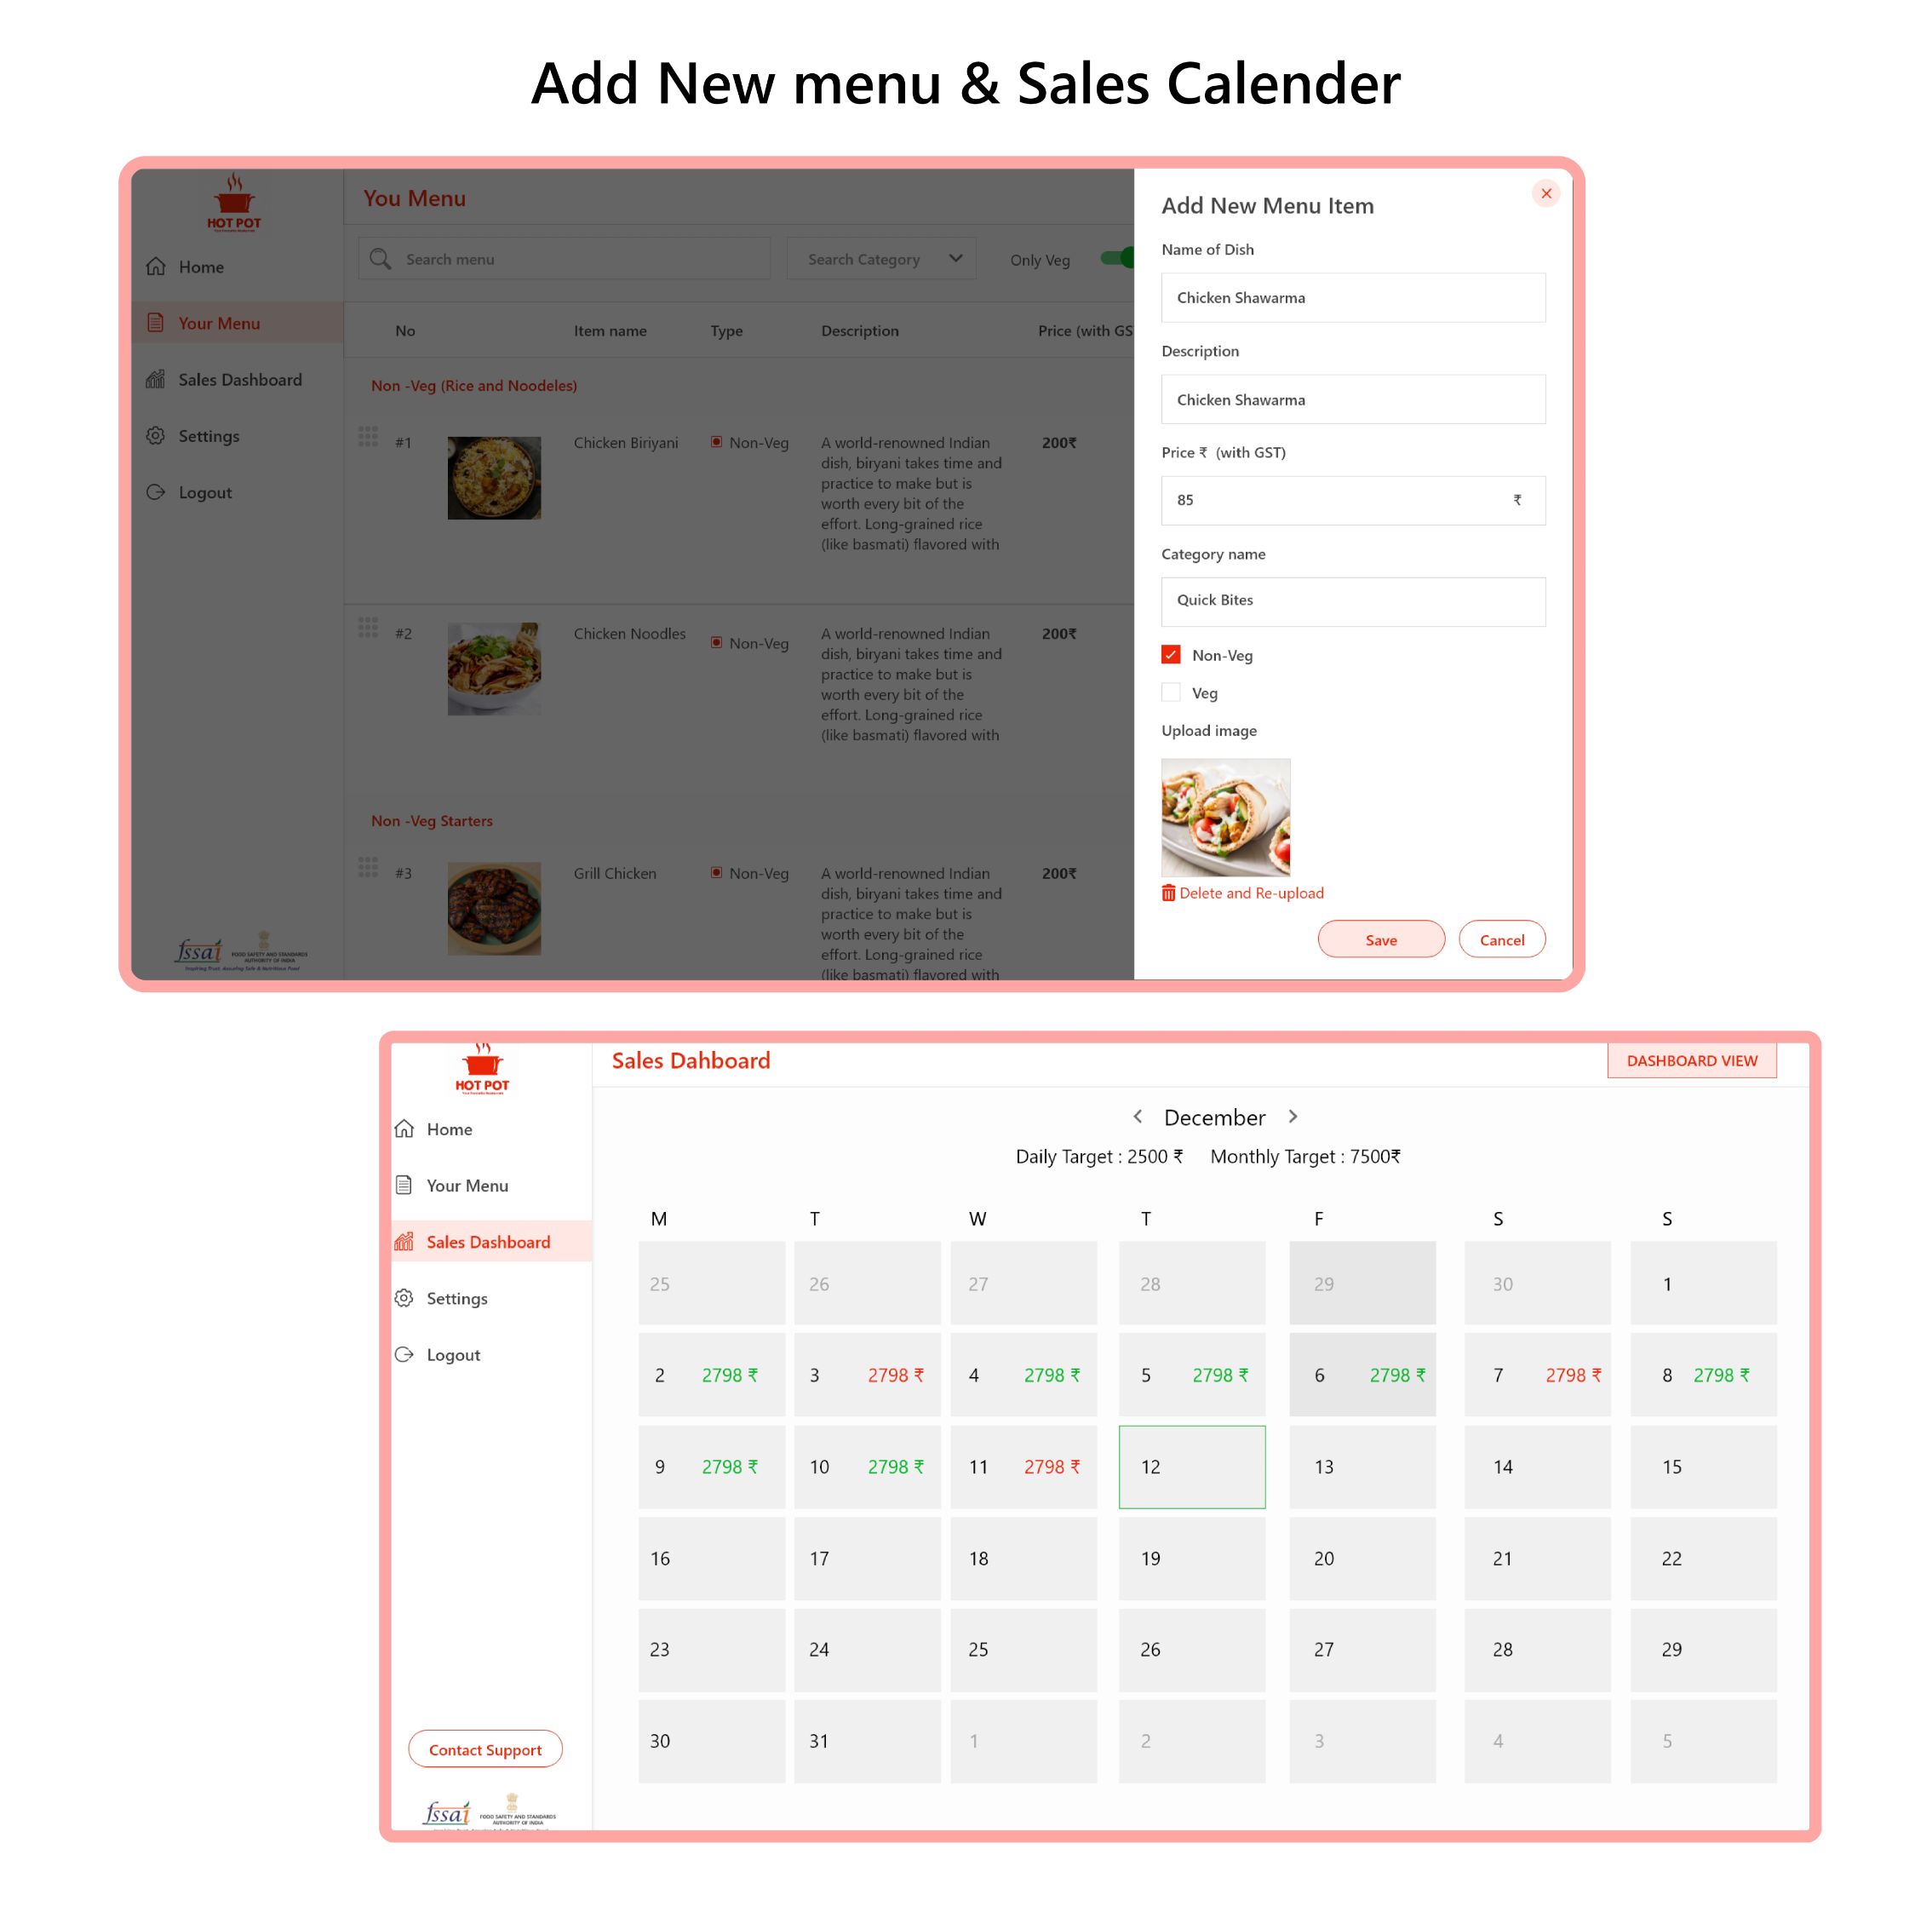 Add New menu & Sales Calender
HOT POT
Home
Your Menu
Sales Dashboard
Settings
Logout
fssai
FOOD SAFETY AND STANDARDS
AUTHORITY OF INDIA
Inspiring Trust, Assuring Safe & Nutritious Food
You Menu
Search menu
Search Category
Only Veg
No Item name Type Description Price (with GS
Non -Veg (Rice and Noodeles)
#1 Chicken Biriyani Non-Veg A world-renowned Indian 200₹
dish, biryani takes time and
practice to make but is
worth every bit of the
effort. Long-grained rice
(like basmati) flavored with
#2 Chicken Noodles Non-Veg A world-renowned Indian 200₹
dish, biryani takes time and
practice to make but is
worth every bit of the
effort. Long-grained rice
(like basmati) flavored with
Non -Veg Starters
#3 Grill Chicken Non-Veg A world-renowned Indian 200₹
dish, biryani takes time and
practice to make but is
worth every bit of the
effort. Long-grained rice
(like basmati) flavored with
Add New Menu Item
Name of Dish
Chicken Shawarma
Description
Chicken Shawarma
Price ₹ (with GST)
85 ₹
Category name
Quick Bites
Non-Veg
Veg
Upload image
Delete and Re-upload
Save Cancel
HOT POT
Home
Your Menu
Sales Dashboard
Settings
Logout
Contact Support
fssai
FOOD SAFETY AND STANDARDS
AUTHORITY OF INDIA
Sales Dahboard
DASHBOARD VIEW
December
Daily Target : 2500 ₹ Monthly Target : 7500₹
M T W T F S S
25 26 27 28 29 30 1
2 2798 ₹ 3 2798 ₹ 4 2798 ₹ 5 2798 ₹ 6 2798 ₹ 7 2798 ₹ 8 2798 ₹
9 2798 ₹ 10 2798 ₹ 11 2798 ₹ 12 13 14 15
16 17 18 19 20 21 22
23 24 25 26 27 28 29
30 31 1 2 3 4 5